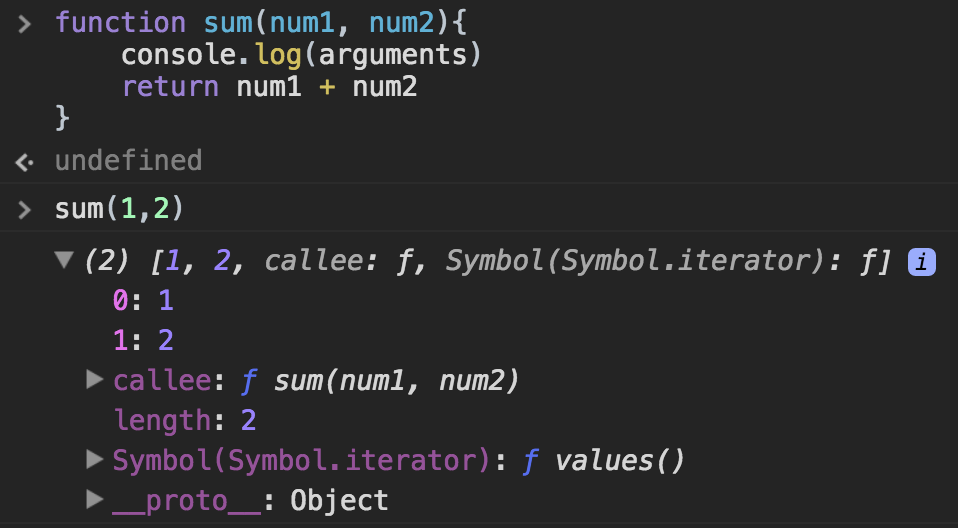 function sum(num1, num2){
console.log(arguments)
return num1 + num2
}
undefined
sum(1,2)
(2) [1, 2, callee: ƒ, Symbol(Symbol.iterator): ƒ] i
0: 1
1: 2
callee: ƒ sum(num1, num2)
length: 2
Symbol(Symbol.iterator): ƒ values()
__proto__: Object